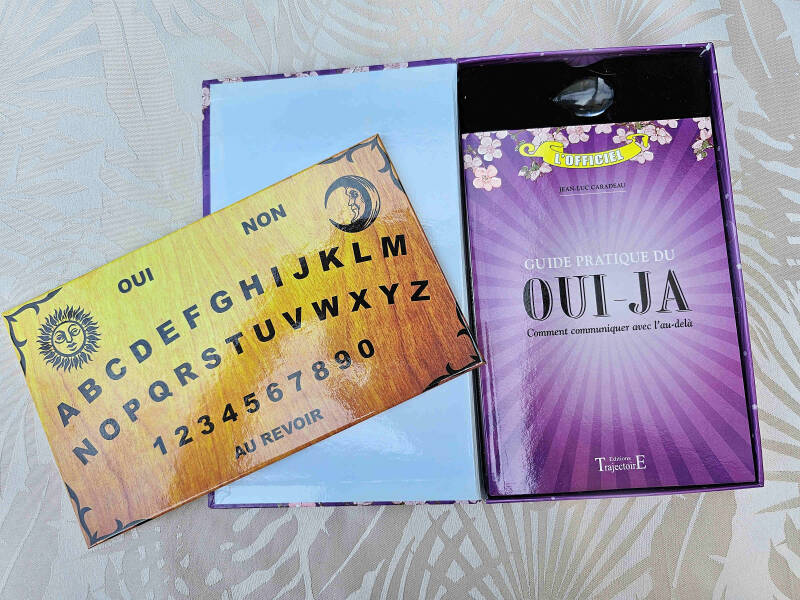 OUI NON
ABCDEFGHIJKLM
NOPQRSTUVWXYZ
1234567890
AU REVOIR
L'OFFICIEL
JEAN-LUC CARADEAU
GUIDE PRATIQUE DU
OUI-JA
Comment communiquer avec l'au-delà
Editions
TrajectoirE